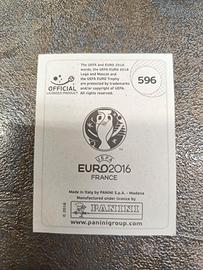 The UEFA and EURO 2016
words, the UEFA EURO 2016
Logo and Mascot and
the UEFA EURO Trophy
are protected by trademarks
and/or copyright of UEFA.
All rights reserved.
OFFICIAL
LICENSED PRODUCT
596
UEFA
EURO2016
FRANCE
Made in Italy by PANINI S.p.A. - Modena
Manufactured under licence by
PANINI
www.paninigroup.com
© 2016